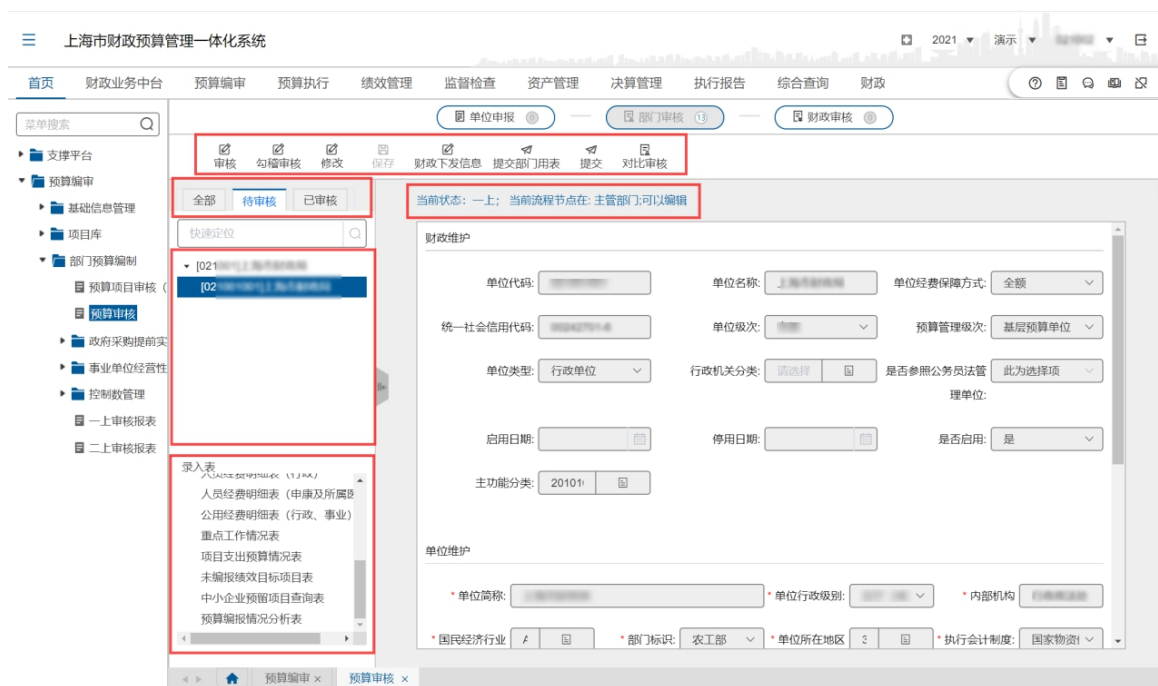 上海市财政预算管理一体化系统
2021 演示
首页 财政业务中台 预算编审 预算执行 绩效管理 监督检查 资产管理 决算管理 执行报告 综合查询 财政
菜单搜索
单位申报 0 部门审核 13 财政审核 0
支撑平台
预算编审
基础信息管理
项目库
部门预算编制
预算项目审核（
预算审核
政府采购提前实
事业单位经营性
控制数管理
一上审核报表
二上审核报表
审核 勾稽审核 修改 保存 财政下发信息 提交部门用表 提交 对比审核
全部 待审核 已审核
快速定位
[021
[02
录入表
人员经费明细表（行政）
人员经费明细表（申康及所属医
公用经费明细表（行政、事业）
重点工作情况表
项目支出预算情况表
未编报绩效目标项目表
中小企业预留项目查询表
预算编报情况分析表
当前状态：一上； 当前流程节点在: 主管部门;可以编辑
财政维护
单位代码: 单位名称: 单位经费保障方式: 全额
统一社会信用代码: 单位级次: 预算管理级次: 基层预算单位
单位类型: 行政单位 行政机关分类: 请选择 是否参照公务员法管理单位: 此为选择项
启用日期: 停用日期: 是否启用: 是
主功能分类: 20101
单位维护
* 单位简称: * 单位行政级别: * 内部机构
* 国民经济行业 * 部门标识: 农工部 * 单位所在地区 3 * 执行会计制度: 国家物资
预算编审 × 预算审核 ×